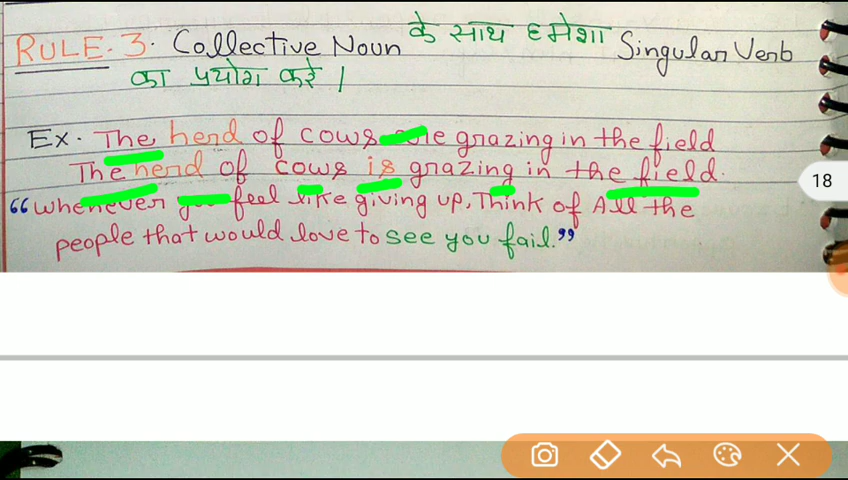 RULE-3. Collective Noun के साथ हमेशा Singular Verb
का प्रयोग करे ।
Ex. The herd of cows are grazing in the field
The herd of cows is grazing in the field.
“Whenever you feel like giving up, Think of All the
people that would love to see you fail.”
18